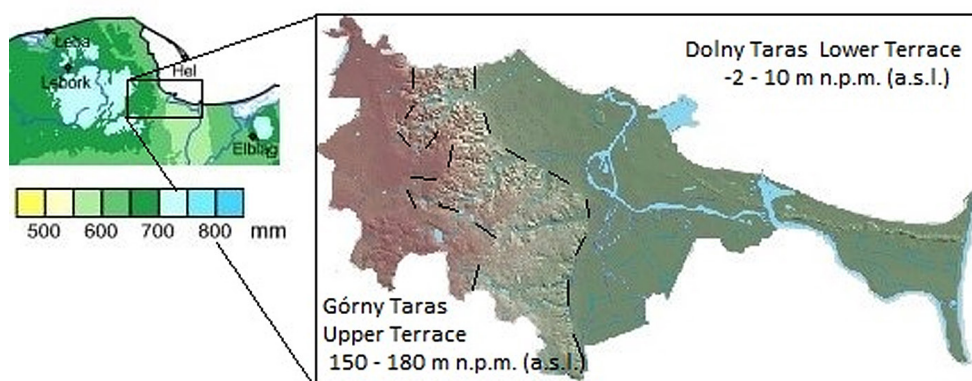 Łeba
Lębork
Hel
Elbląg
500 600 700 800 mm
Dolny Taras Lower Terrace
-2 - 10 m n.p.m. (a.s.l.)
Górny Taras
Upper Terrace
150 - 180 m n.p.m. (a.s.l.)